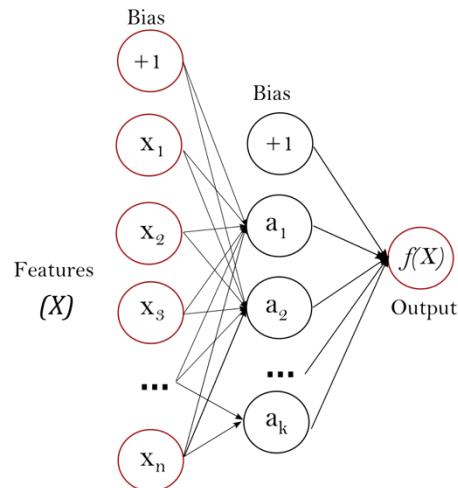 Bias
+1
x1
x2
x3
...
xn
Features
(X)
Bias
+1
a1
a2
...
ak
f(X)
Output